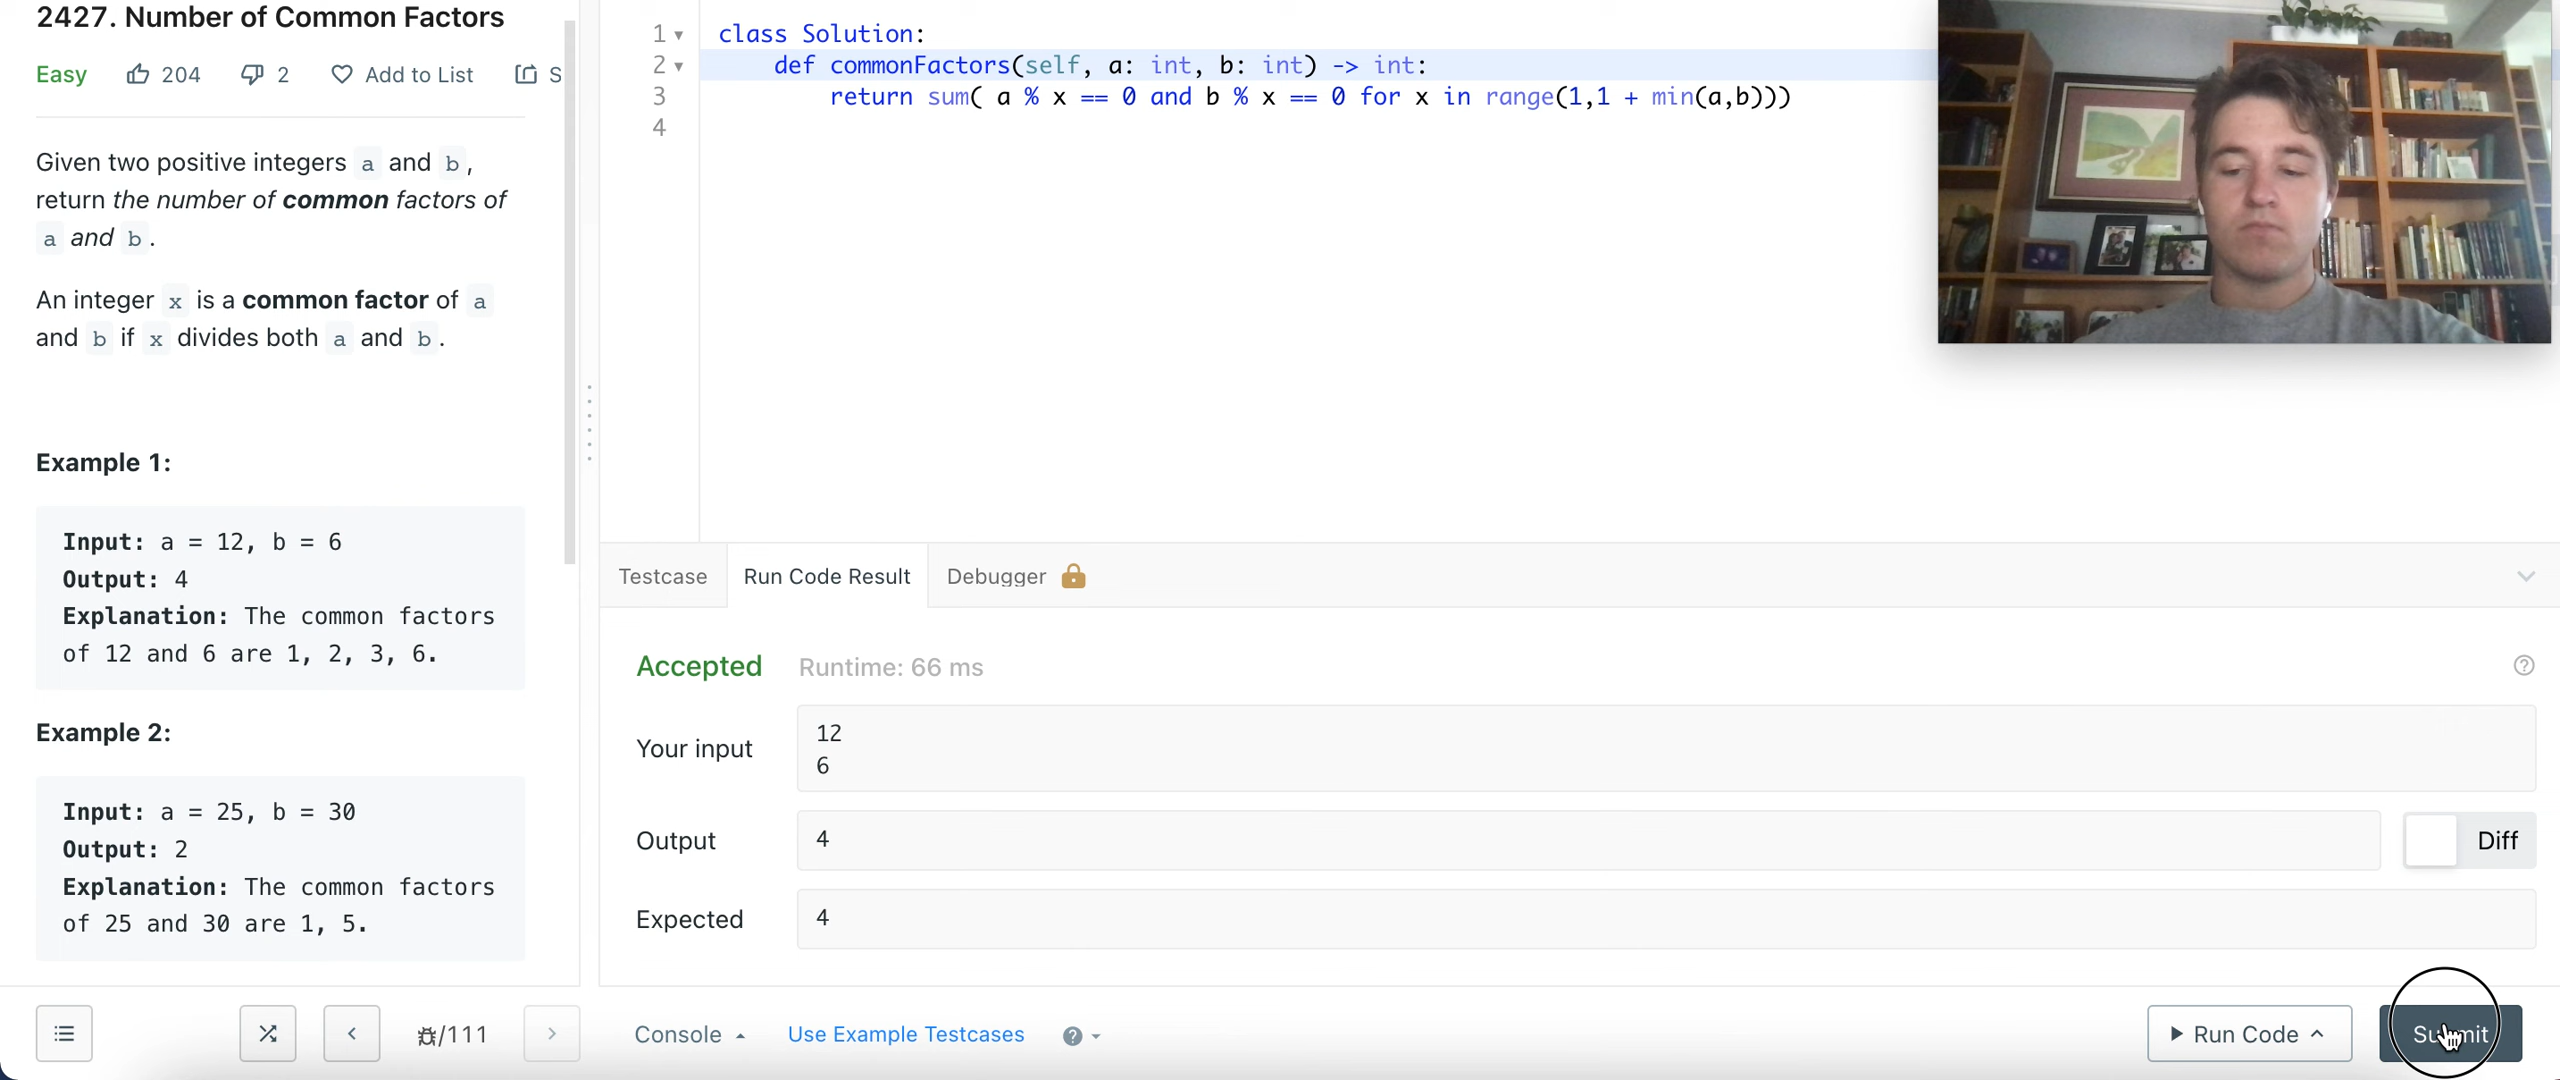 2427. Number of Common Factors
Easy 204 2 Add to List S
Given two positive integers a and b,
return the number of common factors of
a and b.
An integer x is a common factor of a
and b if x divides both a and b.
Example 1:
Input: a = 12, b = 6
Output: 4
Explanation: The common factors
of 12 and 6 are 1, 2, 3, 6.
Example 2:
Input: a = 25, b = 30
Output: 2
Explanation: The common factors
of 25 and 30 are 1, 5.
/111
1 class Solution:
2 def commonFactors(self, a: int, b: int) -> int:
3 return sum( a % x == 0 and b % x == 0 for x in range(1,1 + min(a,b)))
4
Testcase Run Code Result Debugger
Accepted Runtime: 66 ms
Your input
12
6
Output 4 Diff
Expected 4
Console Use Example Testcases
Run Code Submit